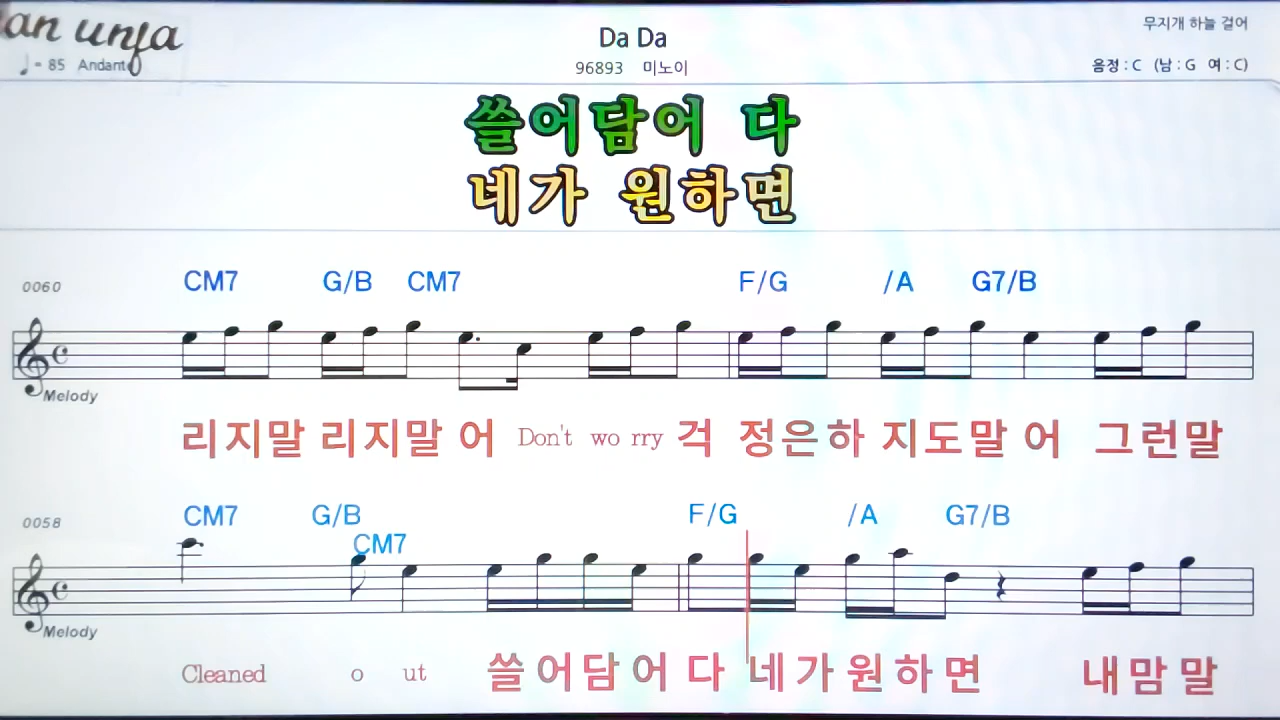 an unfa
무지개 하늘 걸어
Da Da
♩= 85 Andante
96893 미노이
음정 : C (남 : G 여 : C)
쓸어담어 다
네가 원하면
0060
CM7 G/B CM7 F/G /A G7/B
Melody
리지말 리지말 어 Don't wo rry 걱 정은하 지도말 어 그런말
0058
CM7 G/B CM7 F/G /A G7/B
Melody
Cleaned o ut 쓸 어담 어 다 네가 원 하 면 내맘 말